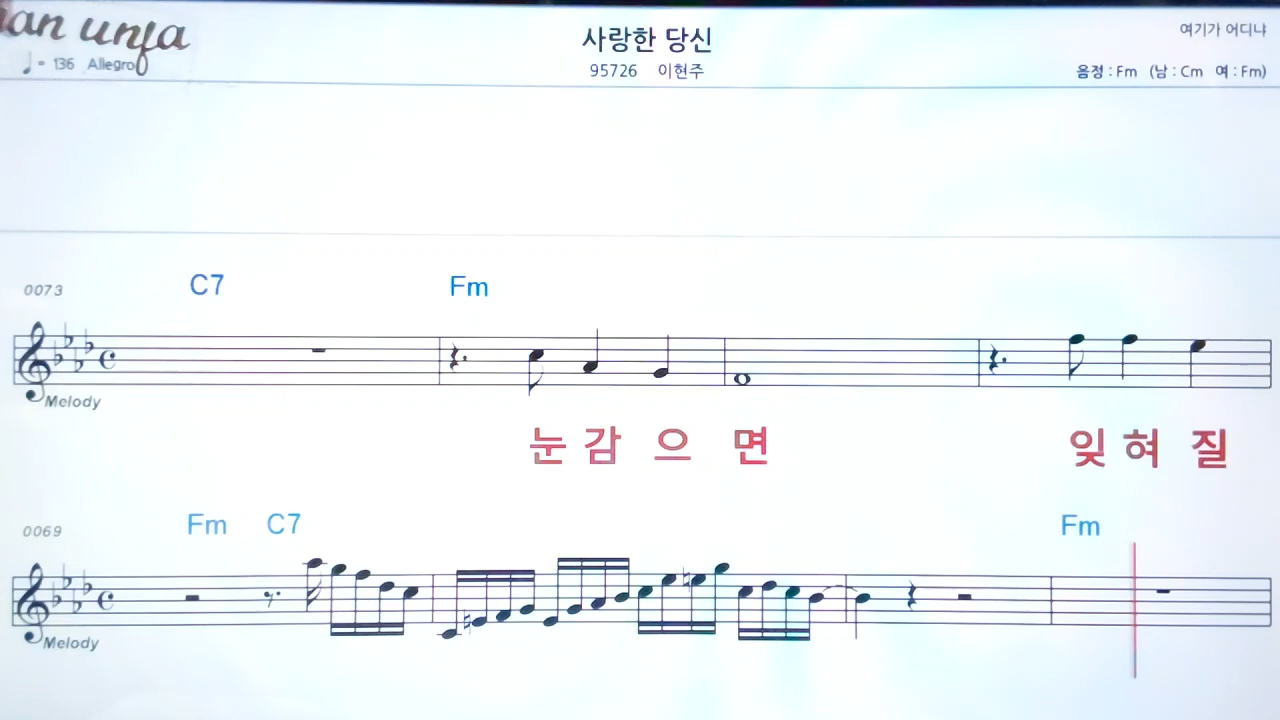 an unja
사랑한 당신
여기가 어디냐
♩= 136 Allegro
95726 이현주
음정 : Fm (남 : Cm 여 : Fm)
0073 C7 Fm
Melody
눈 감 으 면 잊 혀 질
0069 Fm C7 Fm
Melody